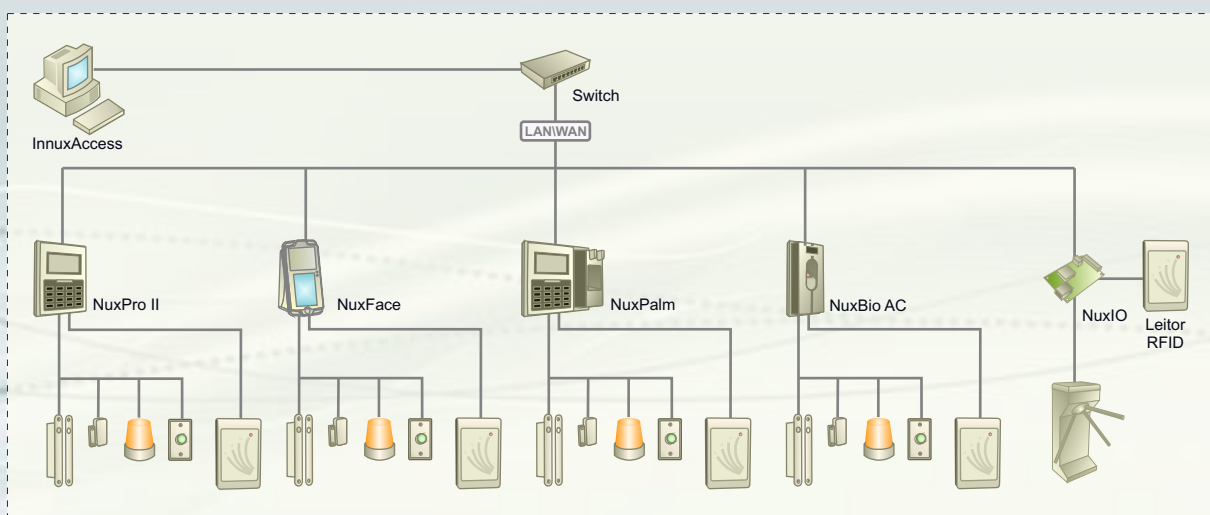 InnuxAccess
Switch
LAN\WAN
NuxPro II
NuxFace
NuxPalm
NuxBio AC
NuxIO
Leitor
RFID